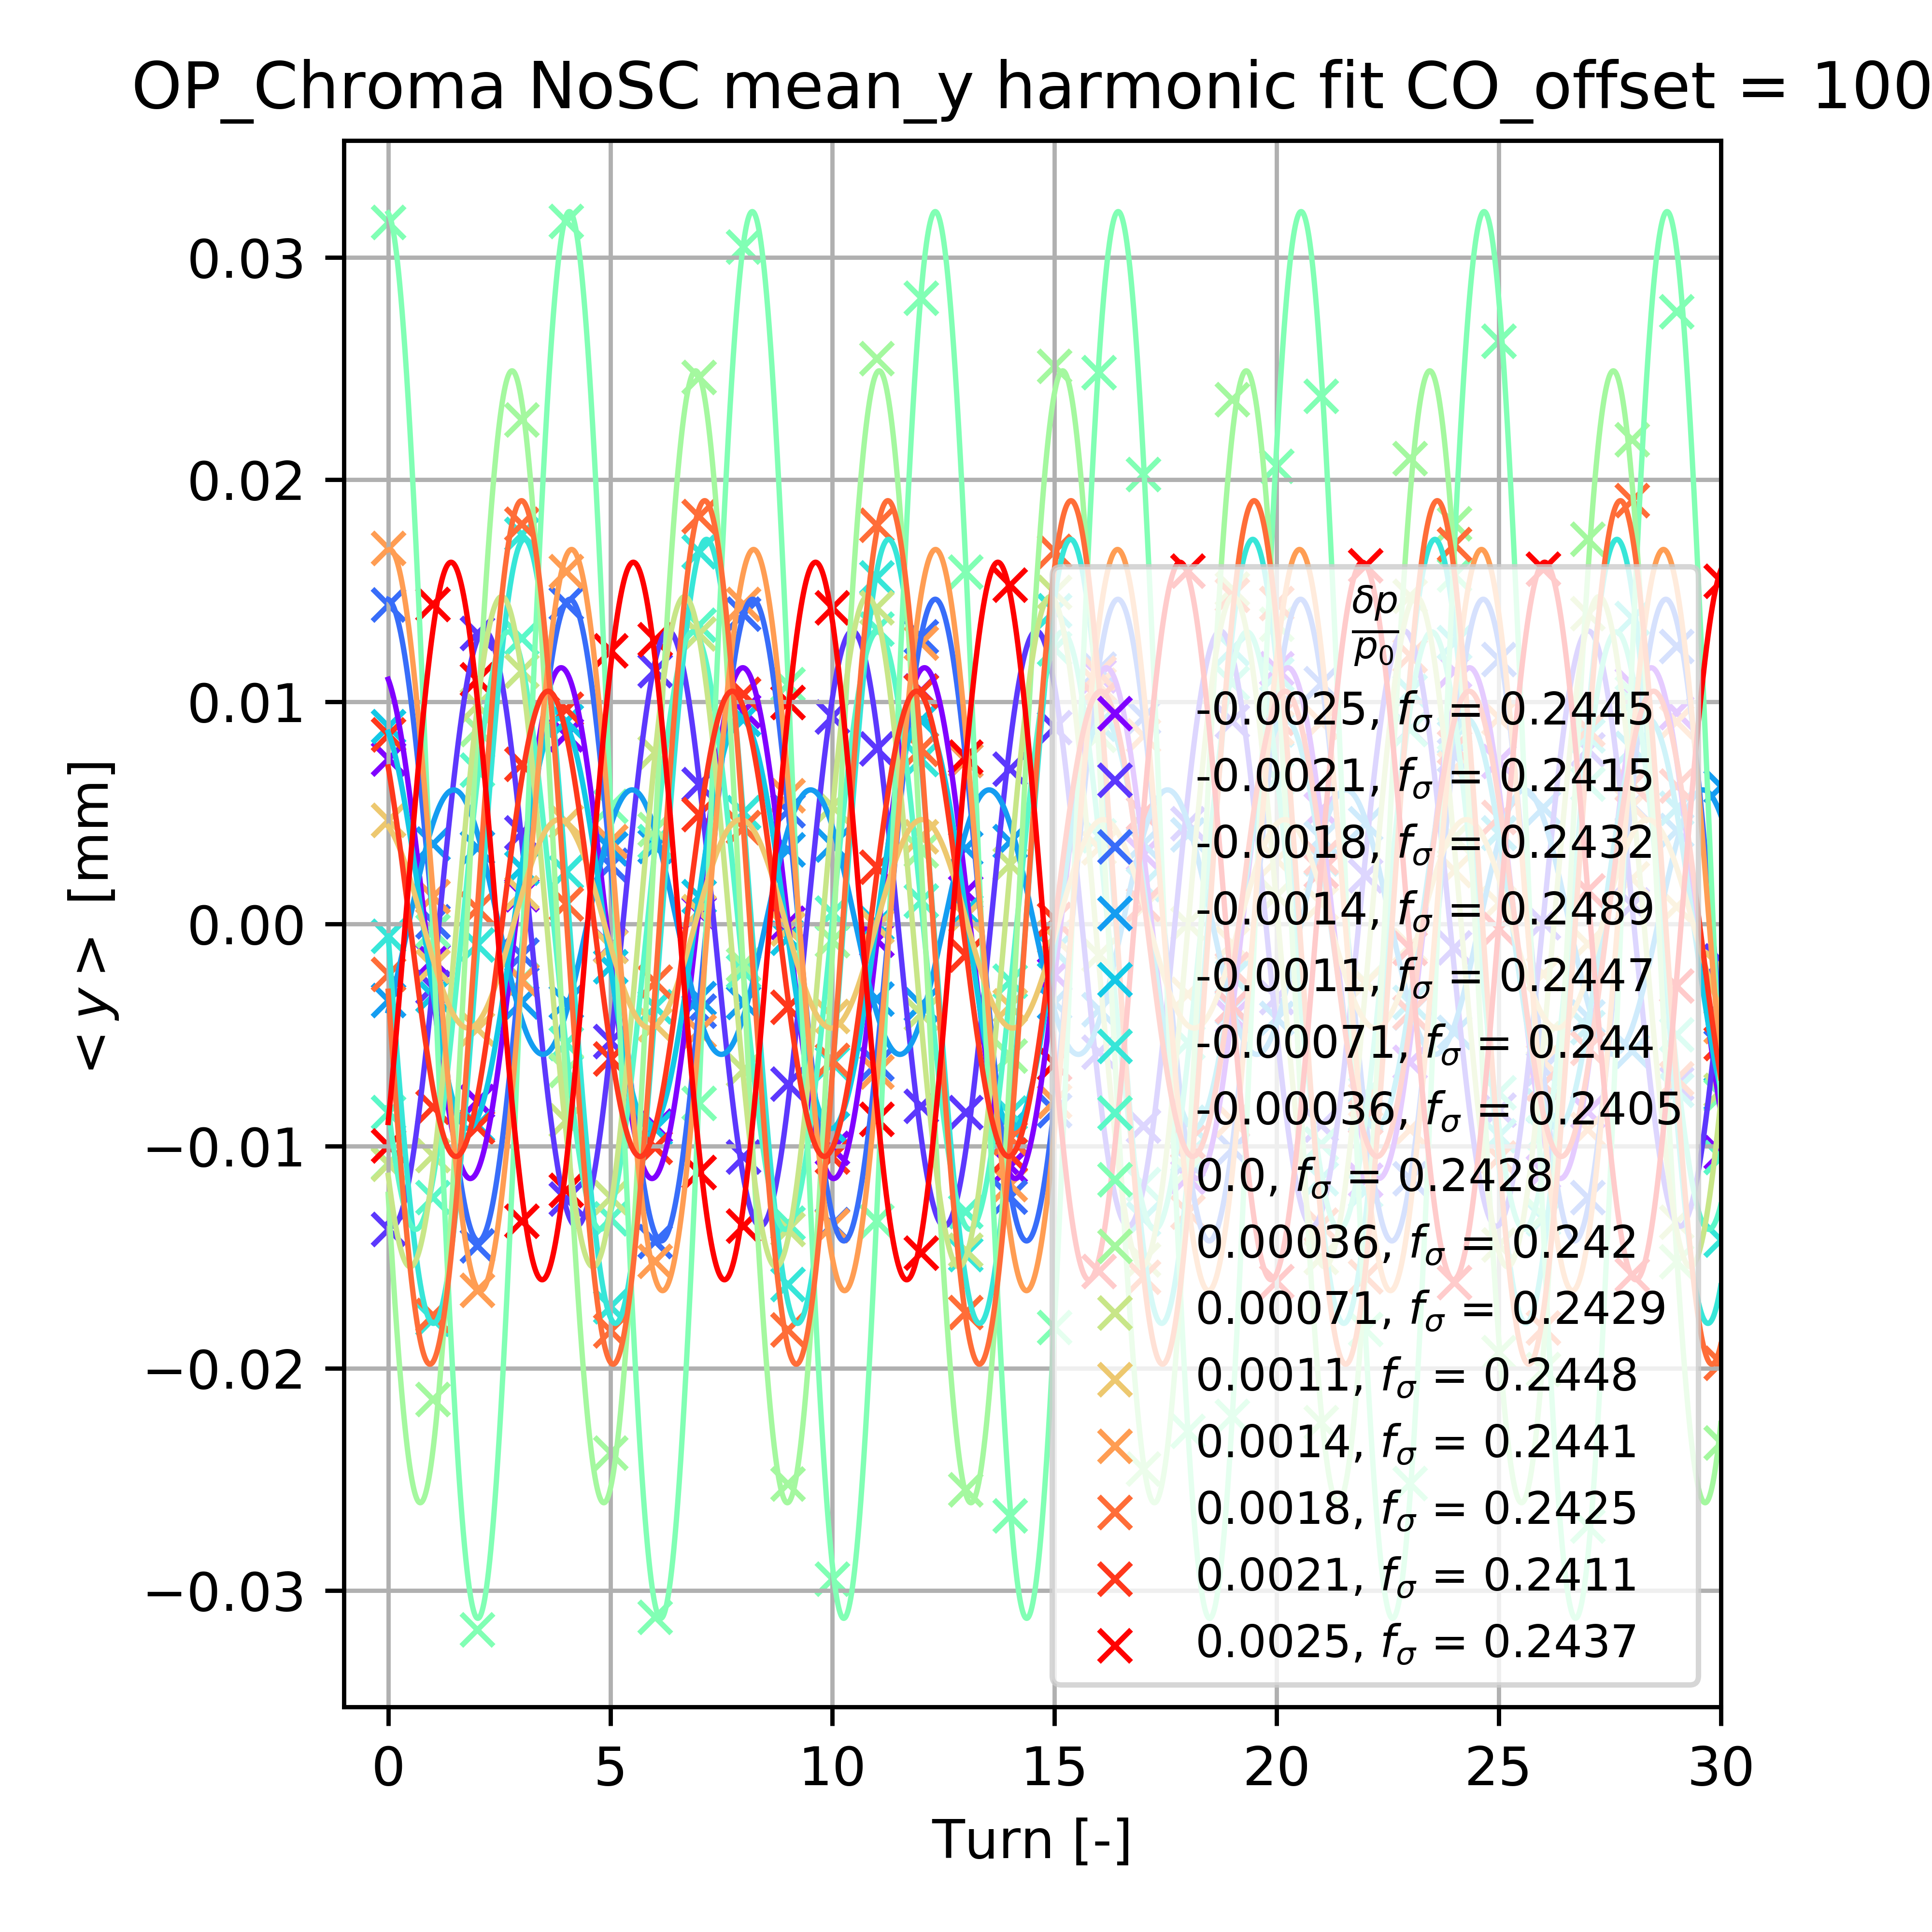 OP_Chroma NoSC mean_y harmonic fit CO_offset = 100
0.03
0.02
0.01
0.00
−0.01
−0.02
−0.03
< y > [mm]
δp
p₀
-0.0025, fσ = 0.2445
-0.0021, fσ = 0.2415
-0.0018, fσ = 0.2432
-0.0014, fσ = 0.2489
-0.0011, fσ = 0.2447
-0.00071, fσ = 0.244
-0.00036, fσ = 0.2405
0.0, fσ = 0.2428
0.00036, fσ = 0.242
0.00071, fσ = 0.2429
0.0011, fσ = 0.2448
0.0014, fσ = 0.2441
0.0018, fσ = 0.2425
0.0021, fσ = 0.2411
0.0025, fσ = 0.2437
0 5 10 15 20 25 30
Turn [-]